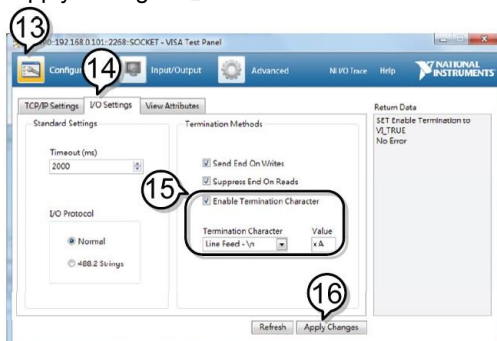 Apply Changes
13
0::192.168.0.101::2268::SOCKET - VISA Test Panel
14
Input/Output
Advanced
NI I/O Trace
Help
NATIONAL INSTRUMENTS
TCP/IP Settings
I/O Settings
View Attributes
Return Data
Standard Settings
Termination Methods
SET Enable Termination to
VI_TRUE
No Error
Timeout (ms)
2000
Send End On Writes
Suppress End On Reads
15
Enable Termination Character
I/O Protocol
Termination Character
Value
Line Feed - \n
xA
Normal
488.2 Strings
16
Refresh
Apply Changes